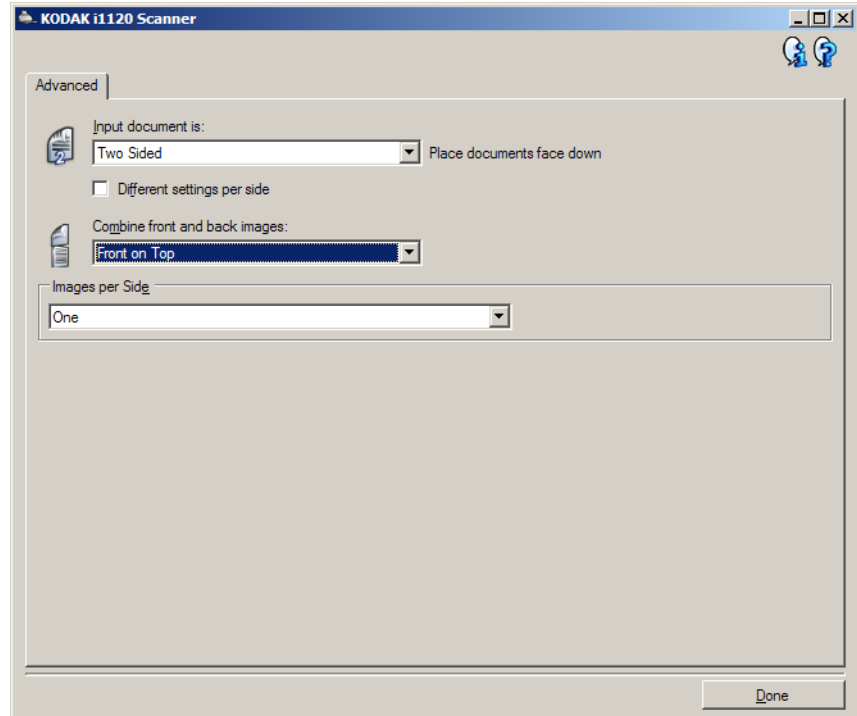 KODAK i1120 Scanner
Advanced
Input document is:
Two Sided Place documents face down
Different settings per side
Combine front and back images:
Front on Top
Images per Side
One
Done